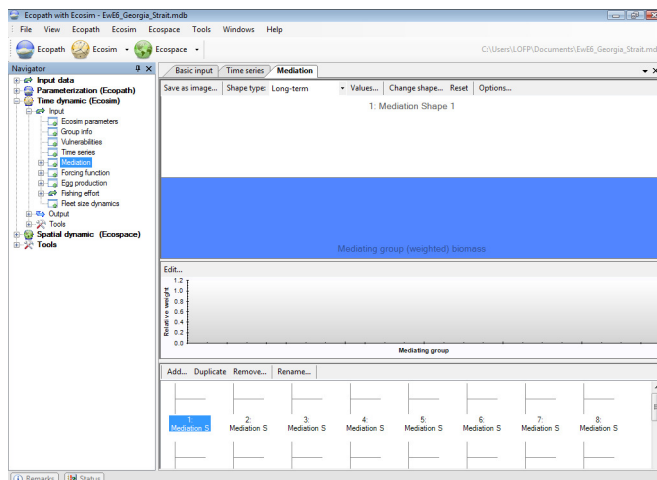 Ecopath with Ecosim - EwE6_Georgia_Strait.mdb
File View Ecopath Ecosim Ecospace Tools Windows Help
Ecopath Ecosim Ecospace C:\Users\LOFP\Documents\EwE6_Georgia_Strait.md
Navigator
Input data
Parameterization (Ecopath)
Time dynamic (Ecosim)
Input
Ecosim parameters
Group info
Vulnerabilities
Time series
Mediation
Forcing function
Egg production
Fishing effort
Fleet size dynamics
Output
Tools
Spatial dynamic (Ecospace)
Tools
Basic input Time series Mediation
Save as image... Shape type: Long-term Values... Change shape... Reset Options...
1: Mediation Shape 1
Mediating group (weighted) biomass
Edit...
Relative weight
1.2
1.0
0.8
0.6
0.4
0.2
0.0
Mediating group
Add... Duplicate Remove... Rename...
1: 2: 3: 4: 5: 6: 7: 8:
Mediation S Mediation S Mediation S Mediation S Mediation S Mediation S Mediation S Mediation S
Remarks Status